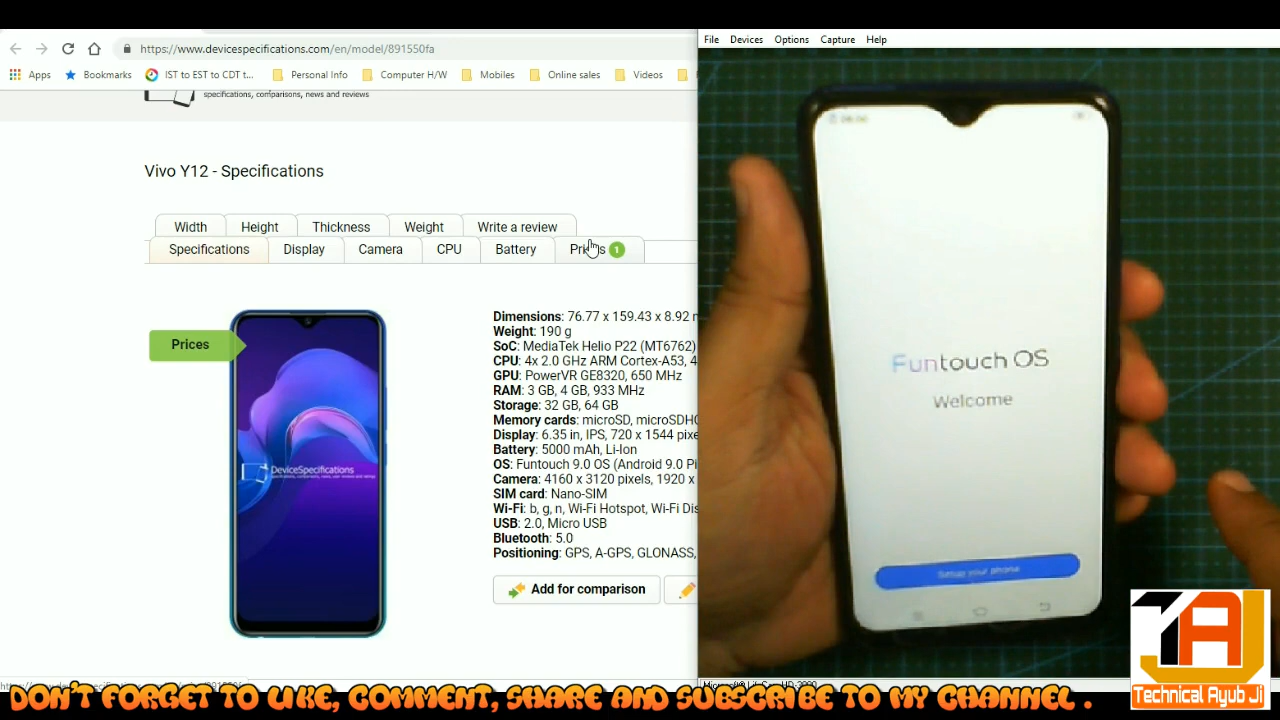 https://www.devicespecifications.com/en/model/891550fa
Apps
Bookmarks
IST to EST to CDT t...
Personal Info
Computer H/W
Mobiles
Online sales
Videos
specifications, comparisons, news and reviews
Vivo Y12 - Specifications
Width
Height
Thickness
Weight
Write a review
Specifications
Display
Camera
CPU
Battery
1
Prices
DeviceSpecifications
Dimensions: 76.77 x 159.43 x 8.92
Weight: 190 g
SoC: MediaTek Helio P22 (MT6762)
CPU: 4x 2.0 GHz ARM Cortex-A53, 4
GPU: PowerVR GE8320, 650 MHz
RAM: 3 GB, 4 GB, 933 MHz
Storage: 32 GB, 64 GB
Memory cards: microSD, microSDHC
Display: 6.35 in, IPS, 720 x 1544 pixe
Battery: 5000 mAh, Li-Ion
OS: Funtouch 9.0 OS (Android 9.0 Pi
Camera: 4160 x 3120 pixels, 1920 x
SIM card: Nano-SIM
Wi-Fi: b, g, n, Wi-Fi Hotspot, Wi-Fi Dis
USB: 2.0, Micro USB
Bluetooth: 5.0
Positioning: GPS, A-GPS, GLONASS,
Add for comparison
File Devices Options Capture Help
Funtouch OS
Welcome
Setup your phone
TAJ
Technical Ayub Ji
DON'T FORGET TO LIKE, COMMENT, SHARE AND SUBSCRIBE TO MY CHANNEL .